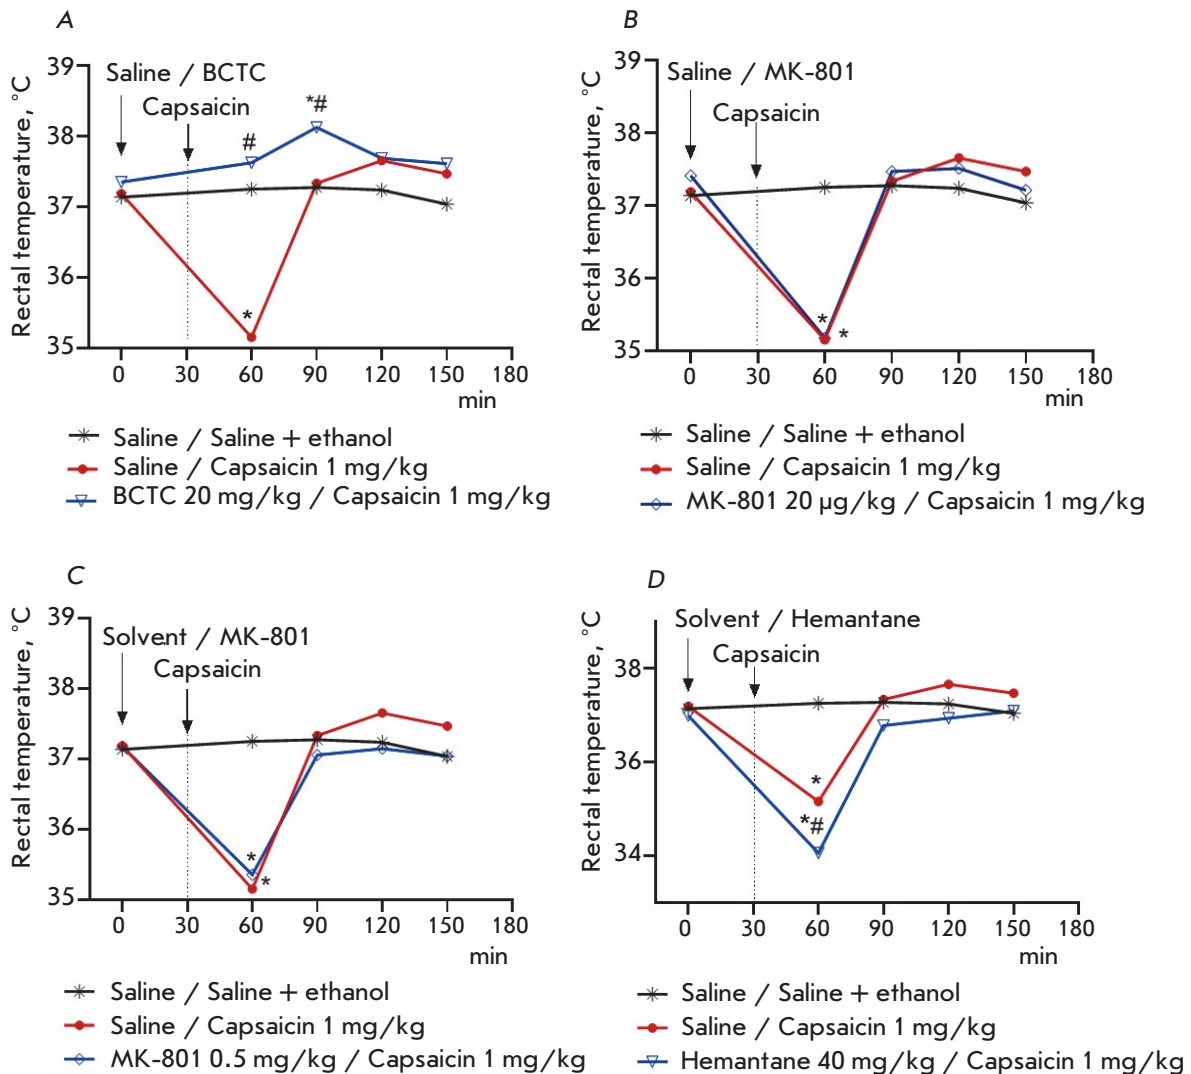 A
Rectal temperature, °C
39
38
37
36
35
Saline / BCTC
Capsaicin
#
*#
*
0 30 60 90 120 150 180
min
Saline / Saline + ethanol
Saline / Capsaicin 1 mg/kg
BCTC 20 mg/kg / Capsaicin 1 mg/kg
B
Rectal temperature, °C
39
38
37
36
35
Saline / MK-801
Capsaicin
*
*
0 30 60 90 120 150 180
min
Saline / Saline + ethanol
Saline / Capsaicin 1 mg/kg
MK-801 20 µg/kg / Capsaicin 1 mg/kg
C
Rectal temperature, °C
39
38
37
36
35
Solvent / MK-801
Capsaicin
*
*
0 30 60 90 120 150 180
min
Saline / Saline + ethanol
Saline / Capsaicin 1 mg/kg
MK-801 0.5 mg/kg / Capsaicin 1 mg/kg
D
Rectal temperature, °C
38
36
34
Solvent / Hemantane
Capsaicin
*
*#
0 30 60 90 120 150 180
min
Saline / Saline + ethanol
Saline / Capsaicin 1 mg/kg
Hemantane 40 mg/kg / Capsaicin 1 mg/kg